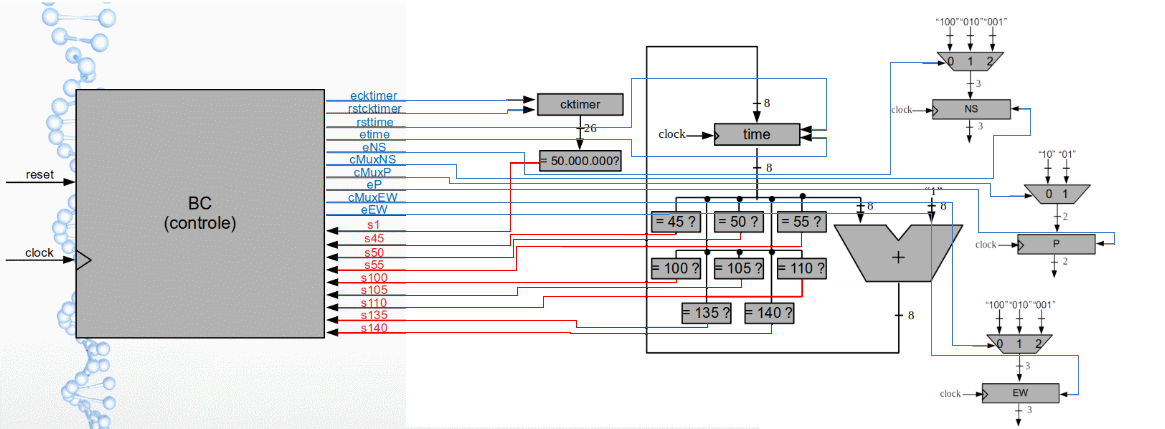 "100" "010" "001"
0 1 2
3
clock
NS
3
ecktimer
rstcktimer
rsttime
etime
eNS
cMuxNS
cMuxP
eP
cMuxEW
eEW
s1
s45
s50
s55
s100
s105
s110
s135
s140
reset
clock
BC
(controle)
cktimer
26
= 50.000.000?
8
clock
time
8
= 45 ?
= 50 ?
= 55 ?
= 100 ?
= 105 ?
= 110 ?
= 135 ?
= 140 ?
8
"1"
8
+
8
"10" "01"
0 1
2
clock
P
2
"100" "010" "001"
0 1 2
3
clock
EW
3